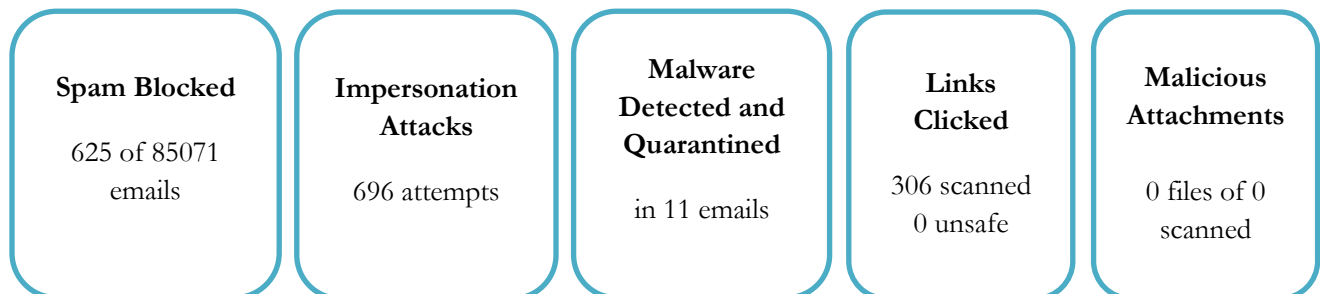 Spam Blocked
625 of 85071
emails
Impersonation
Attacks
696 attempts
Malware
Detected and
Quarantined
in 11 emails
Links
Clicked
306 scanned
0 unsafe
Malicious
Attachments
0 files of 0
scanned